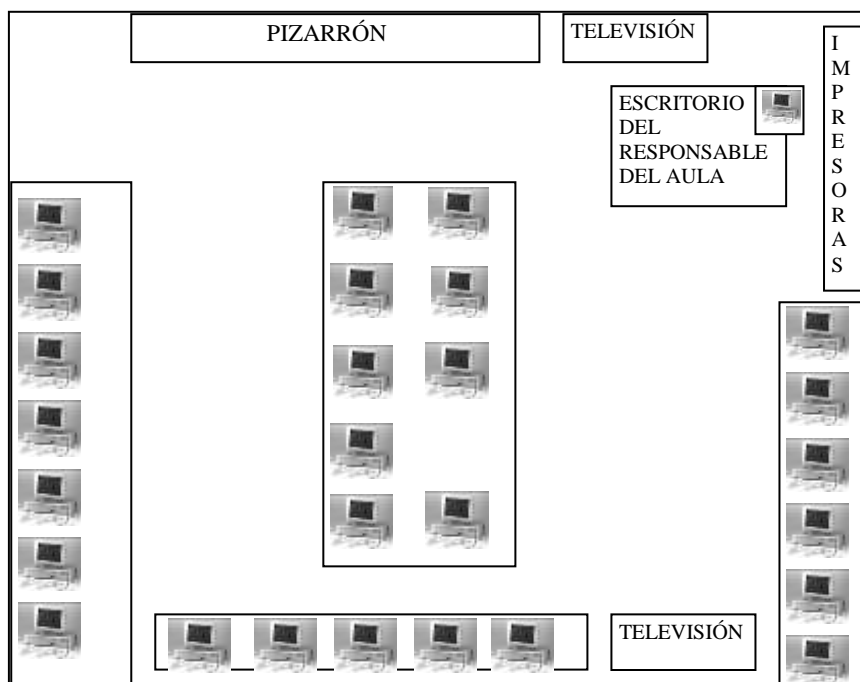 PIZARRÓN
TELEVISIÓN
ESCRITORIO
DEL
RESPONSABLE
DEL AULA
I
M
P
R
E
S
O
R
A
S
TELEVISIÓN